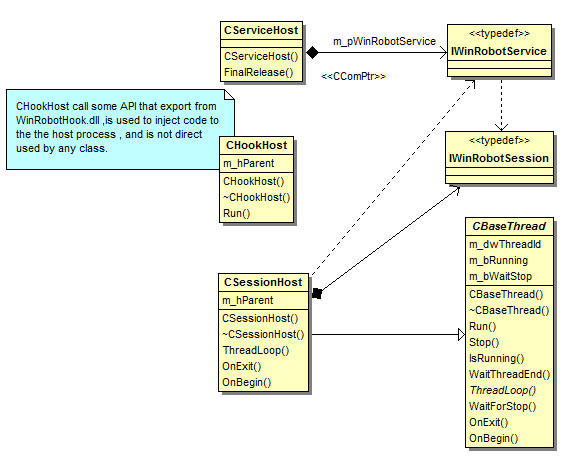 CServiceHost
CServiceHost()
FinalRelease()
m_pWinRobotService
<<CComPtr>>
<<typedef>>
IWinRobotService
CHookHost call some API that export from
WinRobotHook.dll ,is used to inject code to
the the host process , and is not direct
used by any class.
CHookHost
m_hParent
CHookHost()
~CHookHost()
Run()
<<typedef>>
IWinRobotSession
CSessionHost
m_hParent
CSessionHost()
~CSessionHost()
ThreadLoop()
OnExit()
OnBegin()
CBaseThread
m_dwThreadId
m_bRunning
m_bWaitStop
CBaseThread()
~CBaseThread()
Run()
Stop()
IsRunning()
WaitThreadEnd()
ThreadLoop()
WaitForStop()
OnExit()
OnBegin()